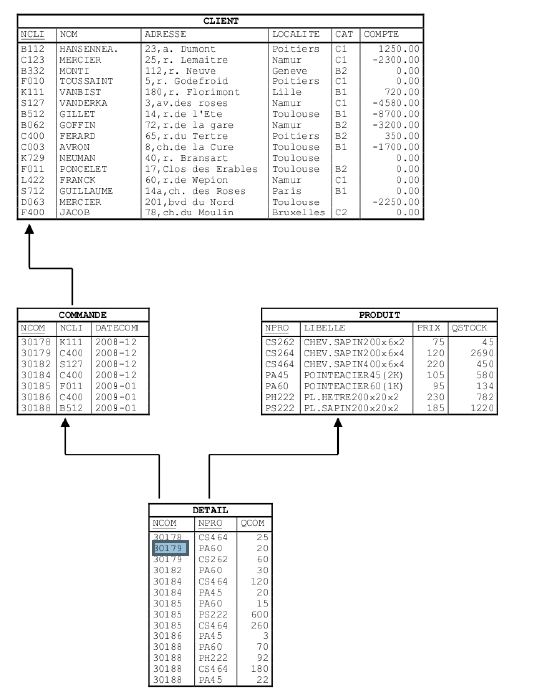 CLIENT
NCLI NOM ADRESSE LOCALITE CAT COMPTE
B112 HANSENNEA. 23,a. Dumont Poitiers C1 1250.00
C123 MERCIER 25,r. Lemaître Namur C1 -2300.00
B332 MONTI 112,r. Neuve Geneve B2 0.00
F010 TOUSSAINT 5,r. Godefroid Poitiers C1 0.00
K111 VANBIST 180,r. Florimont Lille B1 720.00
S127 VANDERKA 3,av.des roses Namur C1 -4580.00
B512 GILLET 14,r.de l'Ete Toulouse B1 -8700.00
B062 GOFFIN 72,r.de la gare Namur B2 -3200.00
C400 FERARD 65,r.du Tertre Poitiers B2 350.00
C003 AVRON 8,ch.de la Cure Toulouse B1 -1700.00
K729 NEUMAN 40,r. Bransart Toulouse 0.00
F011 PONCELET 17,Clos des Erables Toulouse B2 0.00
L422 FRANCK 60,r.de Wepion Namur C1 0.00
S712 GUILLAUME 14a,ch. des Roses Paris B1 0.00
D063 MERCIER 201,bvd du Nord Toulouse -2250.00
F400 JACOB 78,ch.du Moulin Bruxelles C2 0.00
COMMANDE
NCOM NCLI DATECOM
30178 K111 2008-12
30179 C400 2008-12
30182 S127 2008-12
30184 C400 2008-12
30185 F011 2009-01
30186 C400 2009-01
30188 B512 2009-01
PRODUIT
NPRO LIBELLE PRIX QSTOCK
CS262 CHEV.SAPIN200x6x2 75 45
CS264 CHEV.SAPIN200x6x4 120 2690
CS464 CHEV.SAPIN400x6x4 220 450
PA45 POINTEACIER45(2K) 105 580
PA60 POINTEACIER60(1K) 95 134
PH222 PL.HETRE200x20x2 230 782
PS222 PL.SAPIN200x20x2 185 1220
DETAIL
NCOM NPRO QCOM
30178 CS464 25
30179 PA60 20
30179 CS262 60
30182 PA60 30
30184 CS464 120
30184 PA45 20
30185 PA60 15
30185 PS222 600
30185 CS464 260
30186 PA45 3
30188 PA60 70
30188 PH222 92
30188 CS464 180
30188 PA45 22